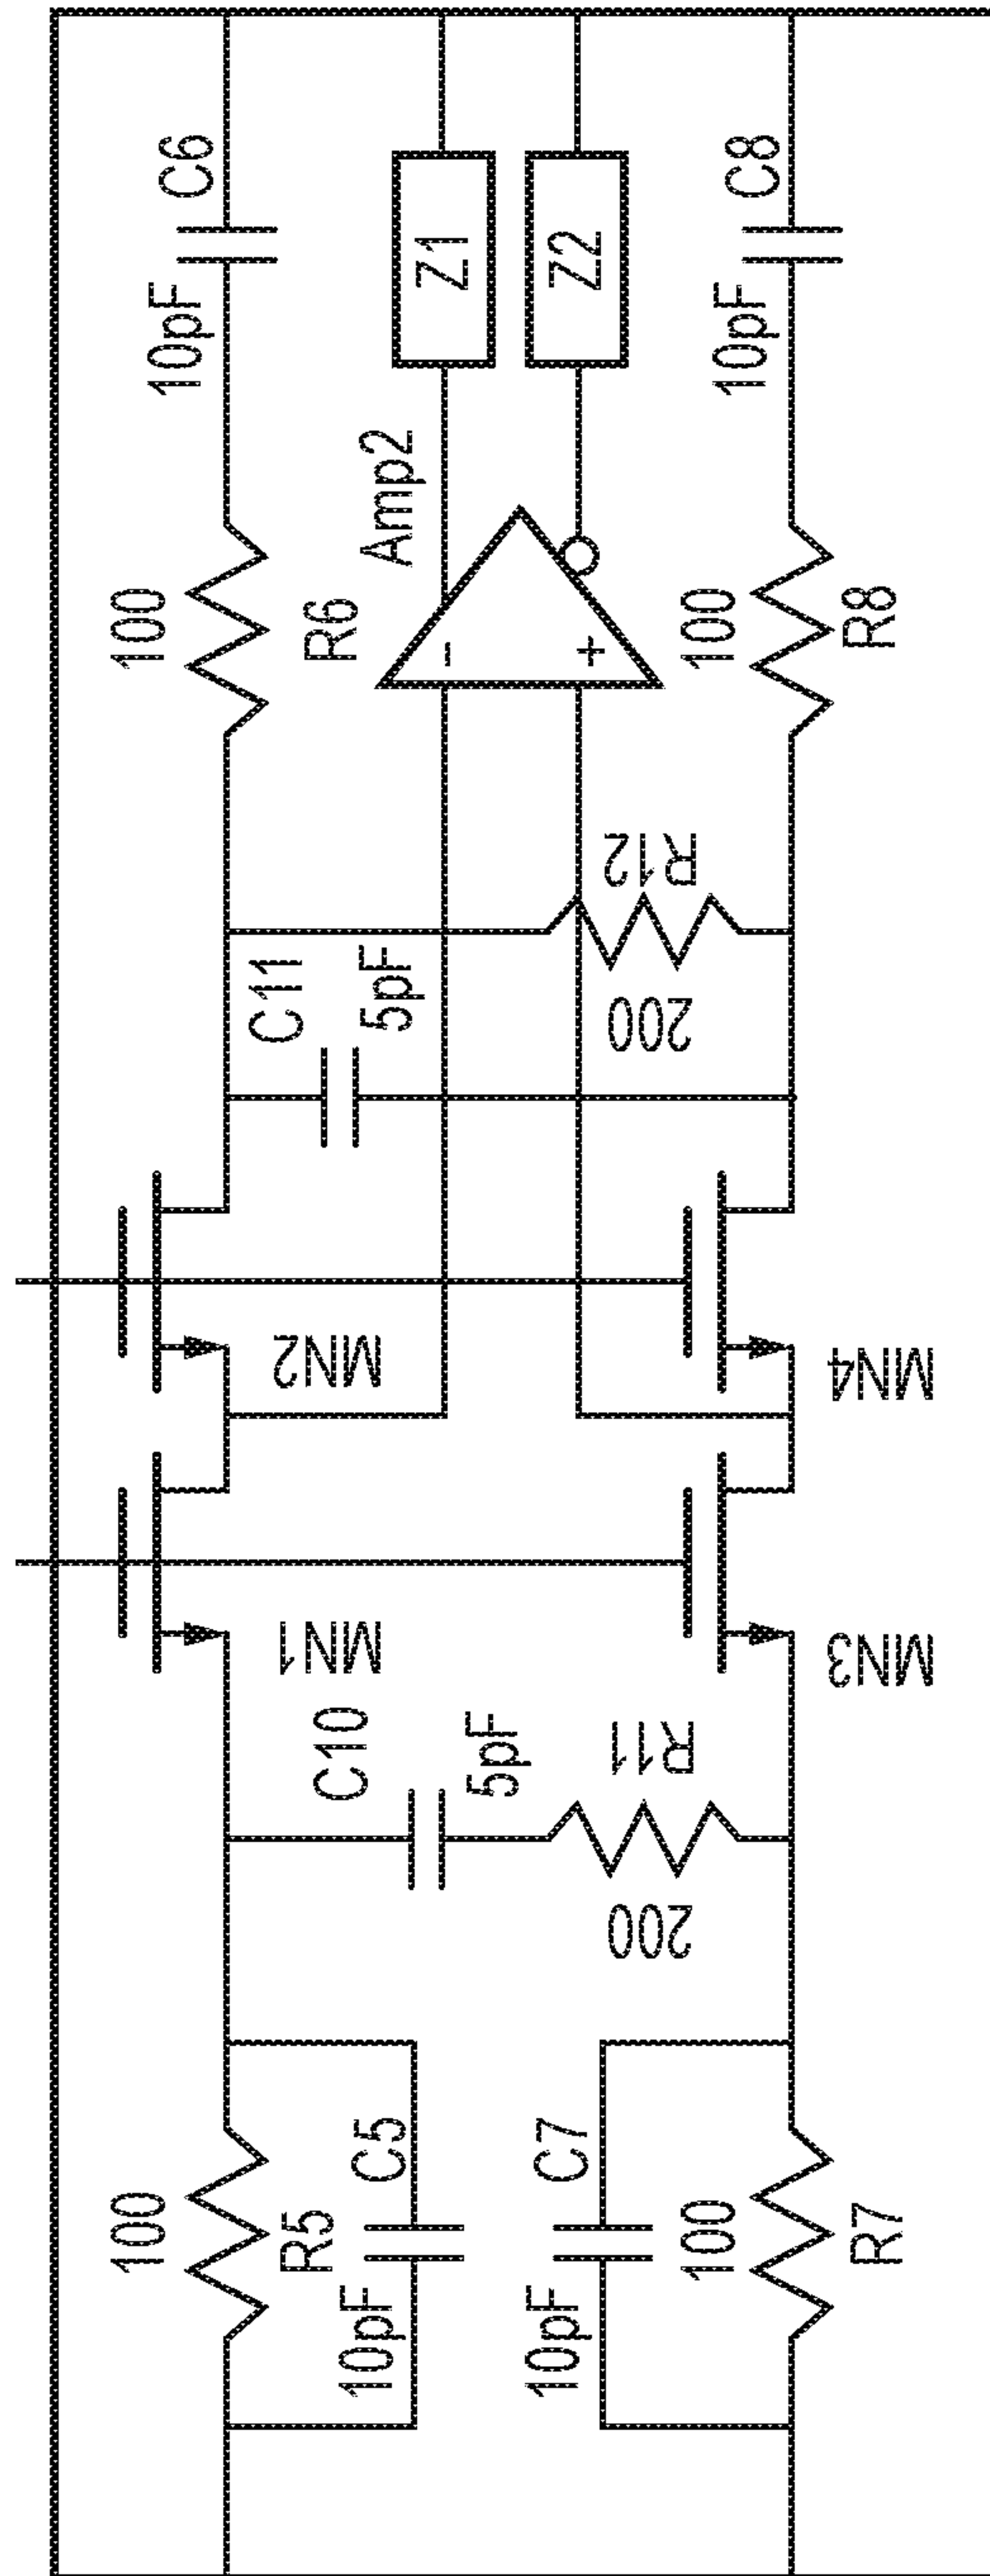 C6
10pF
100
R6
Z1
Z2
Amp2
-
+
C8
10pF
100
R8
C11
5pF
R12
200
MN2
MN4
MN1
MN3
C10
5pF
R11
200
100
R5
C5
10pF
C7
10pF
100
R7